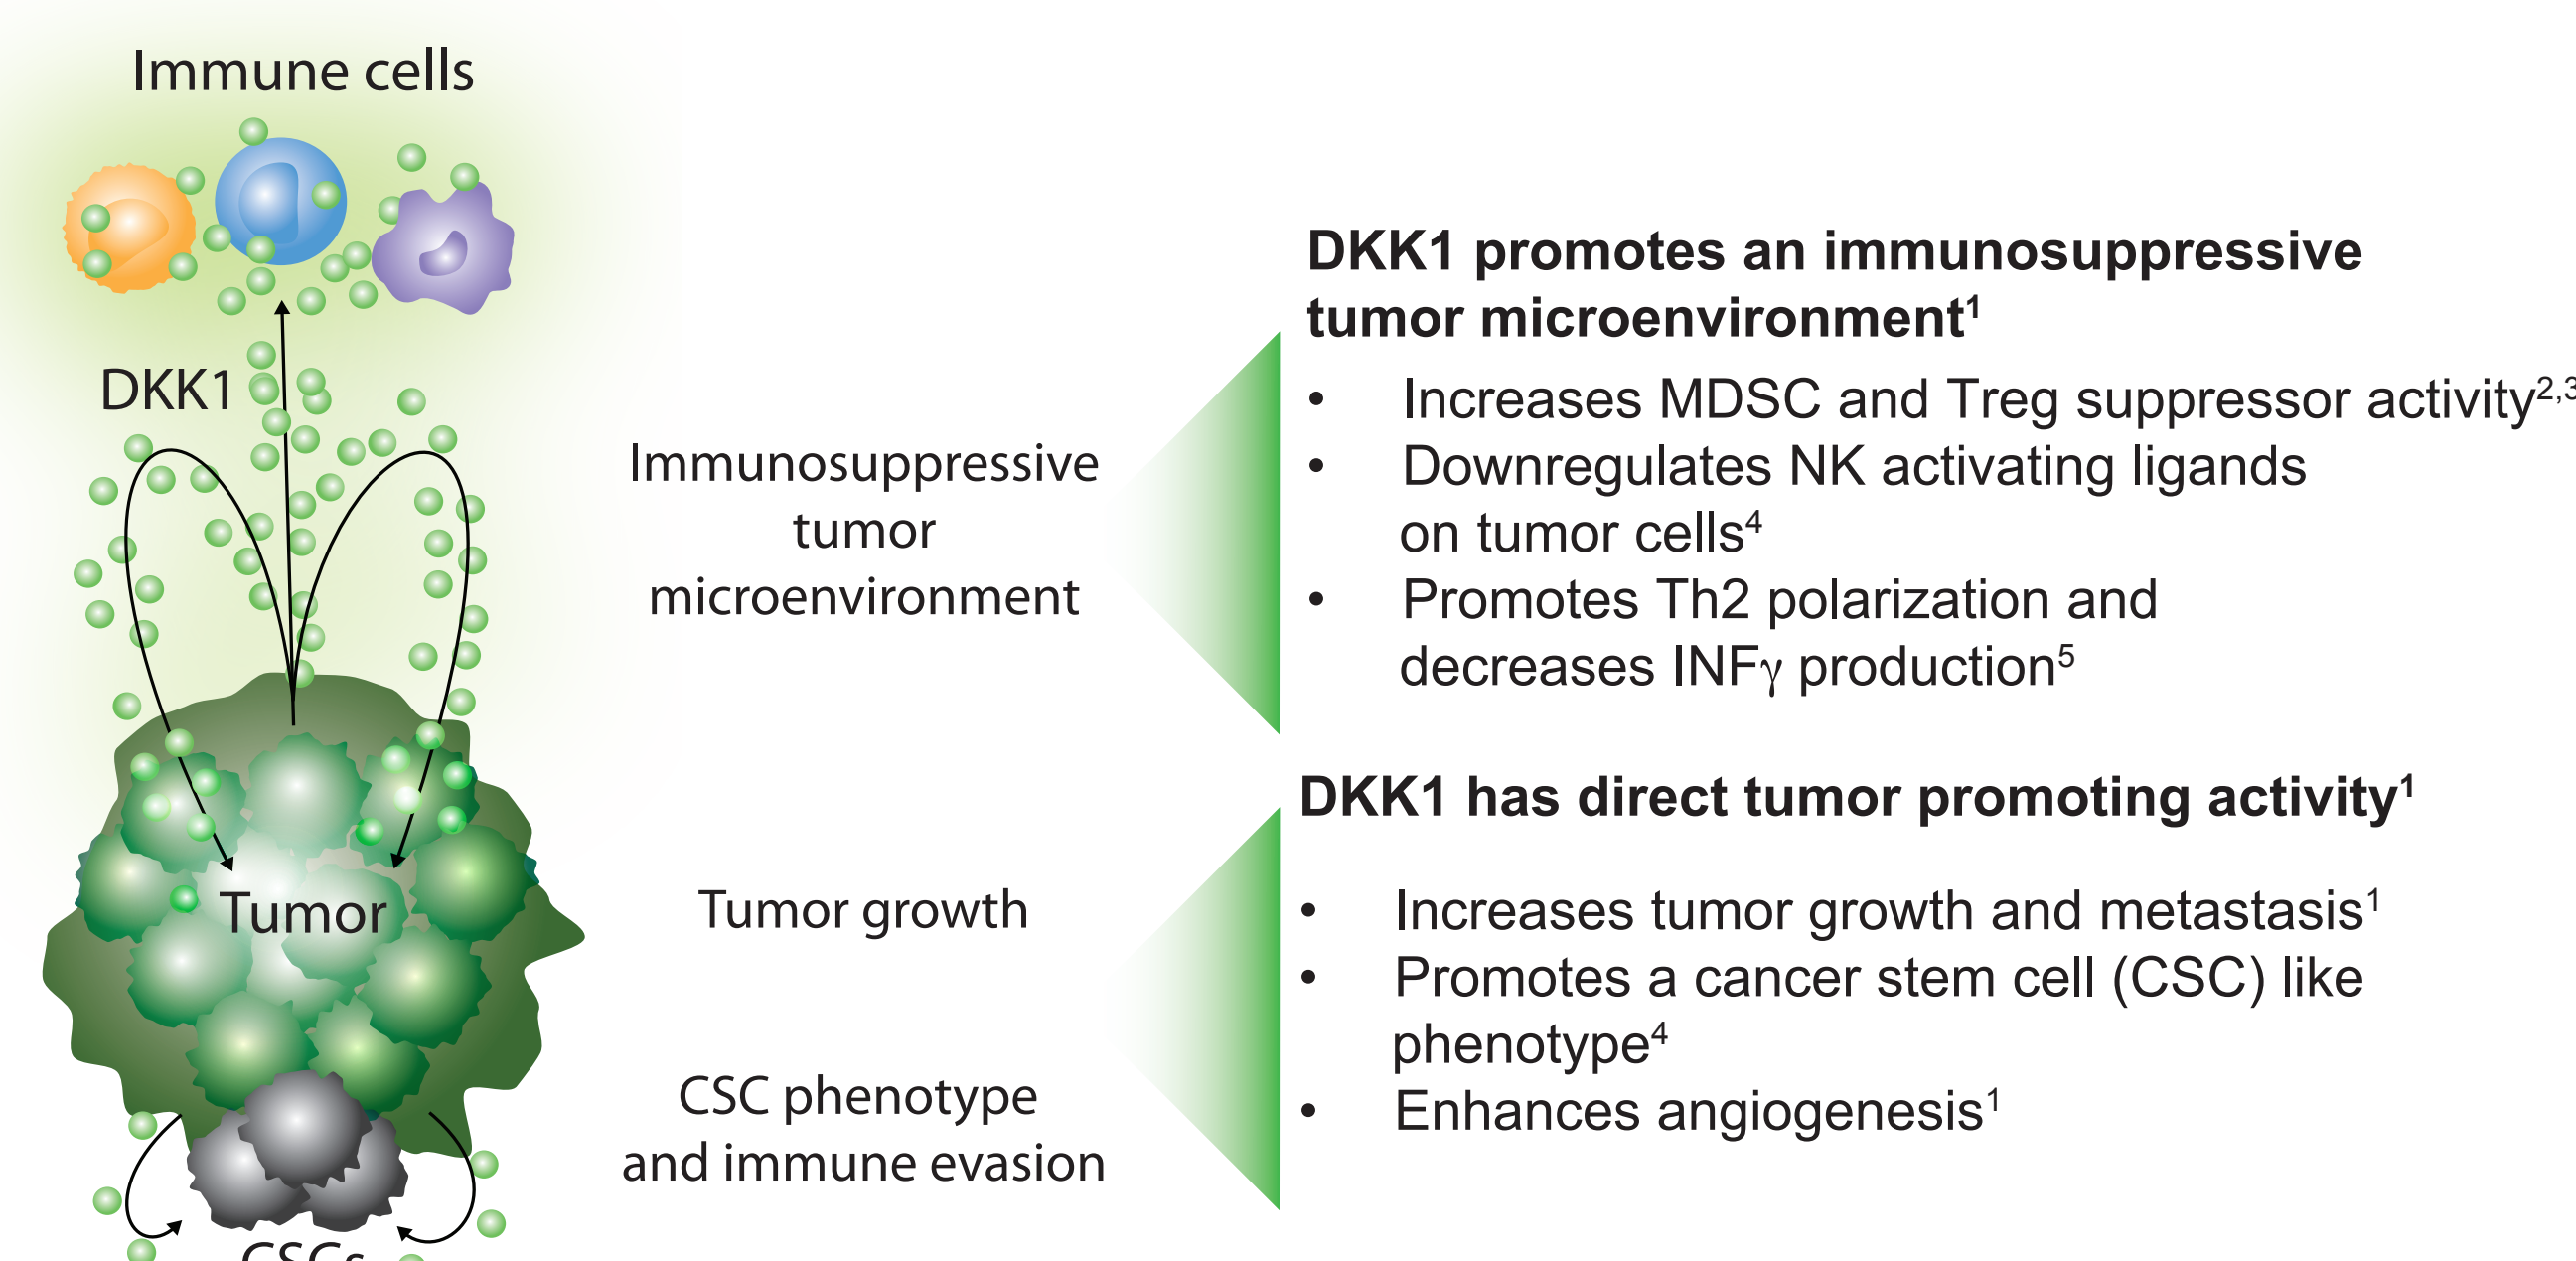 Immune cells
DKK1
Tumor
CSCs
Immunosuppressive
tumor
microenvironment
Tumor growth
CSC phenotype
and immune evasion
DKK1 promotes an immunosuppressive
tumor microenvironment¹
• Increases MDSC and Treg suppressor activity²,³
• Downregulates NK activating ligands
on tumor cells⁴
• Promotes Th2 polarization and
decreases INFγ production⁵
DKK1 has direct tumor promoting activity¹
• Increases tumor growth and metastasis¹
• Promotes a cancer stem cell (CSC) like
phenotype⁴
• Enhances angiogenesis¹